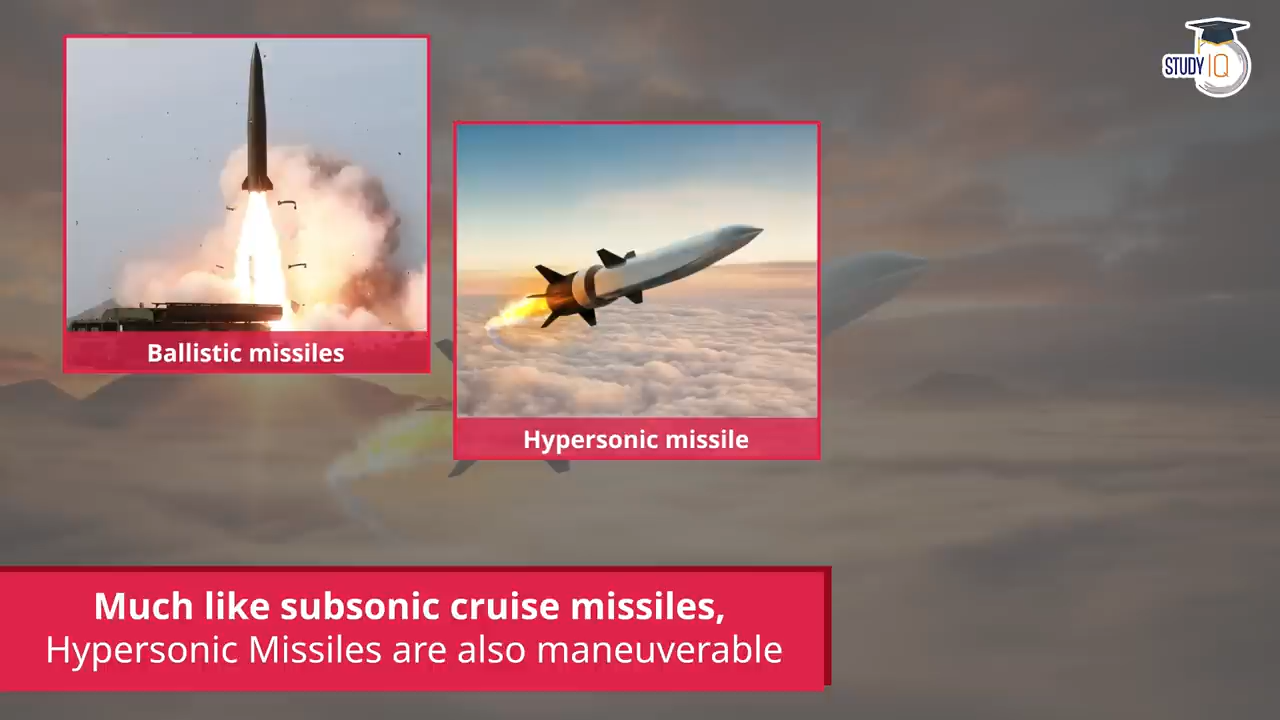 STUDY IQ
Ballistic missiles
Hypersonic missile
Much like subsonic cruise missiles,
Hypersonic Missiles are also maneuverable